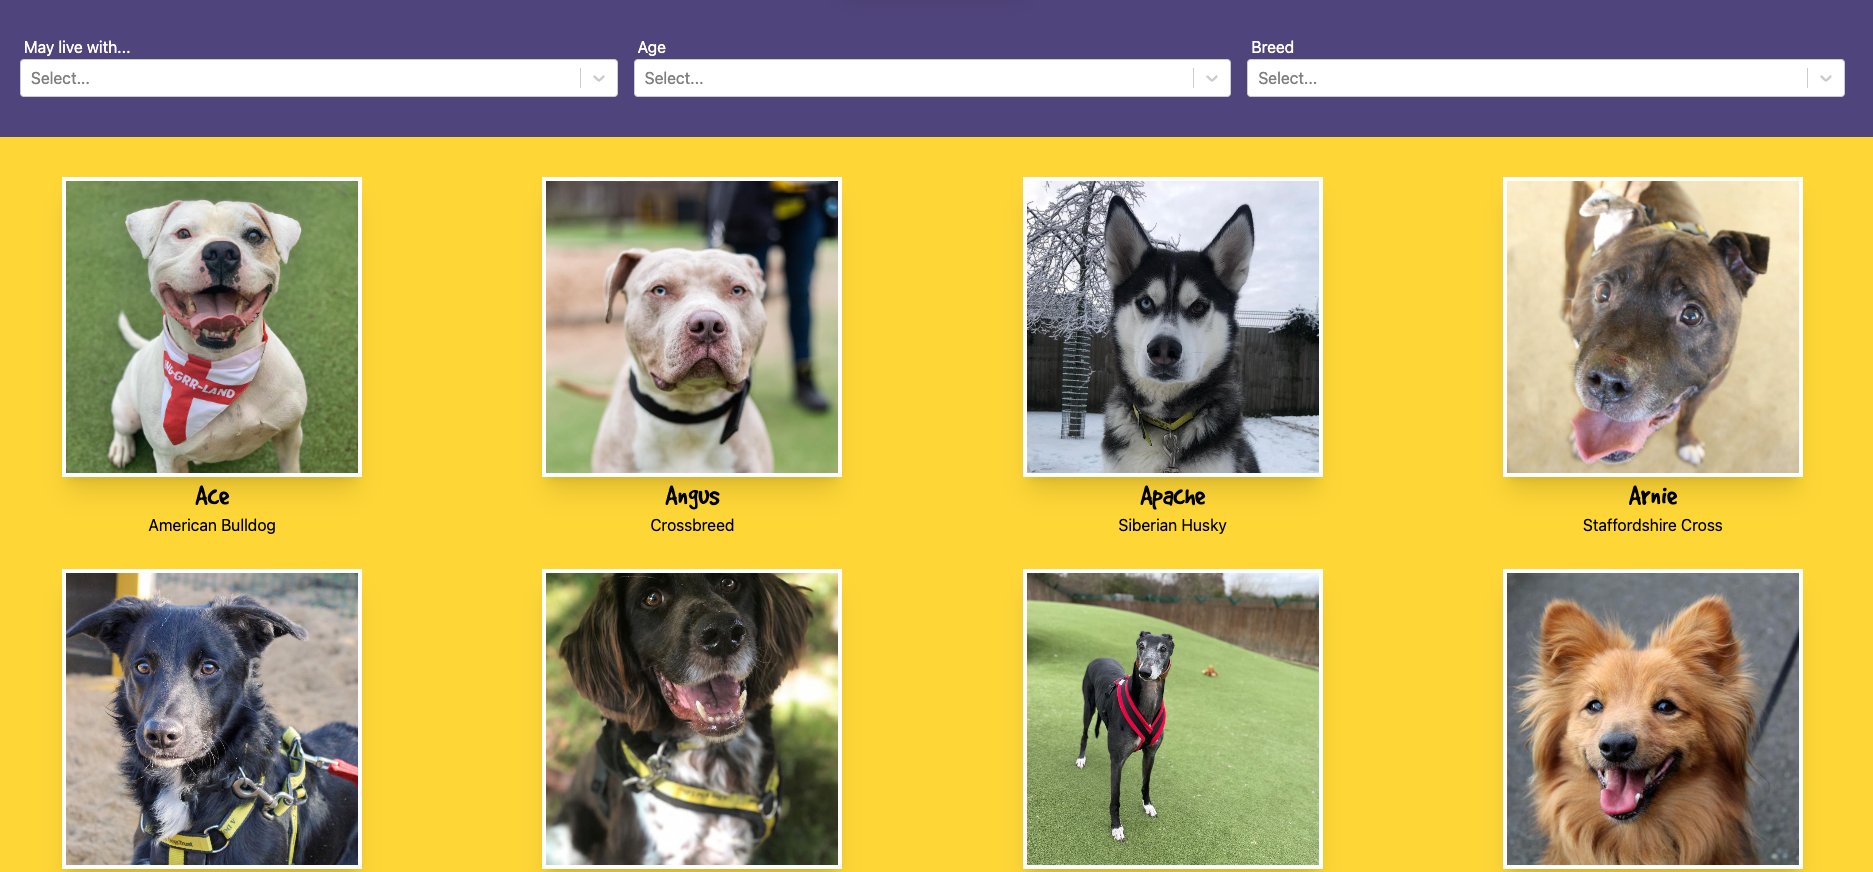 May live with... Age Breed
Select... Select... Select...
NG-GRR-LAND
Ace Angus Apache Arnie
American Bulldog Crossbreed Siberian Husky Staffordshire Cross